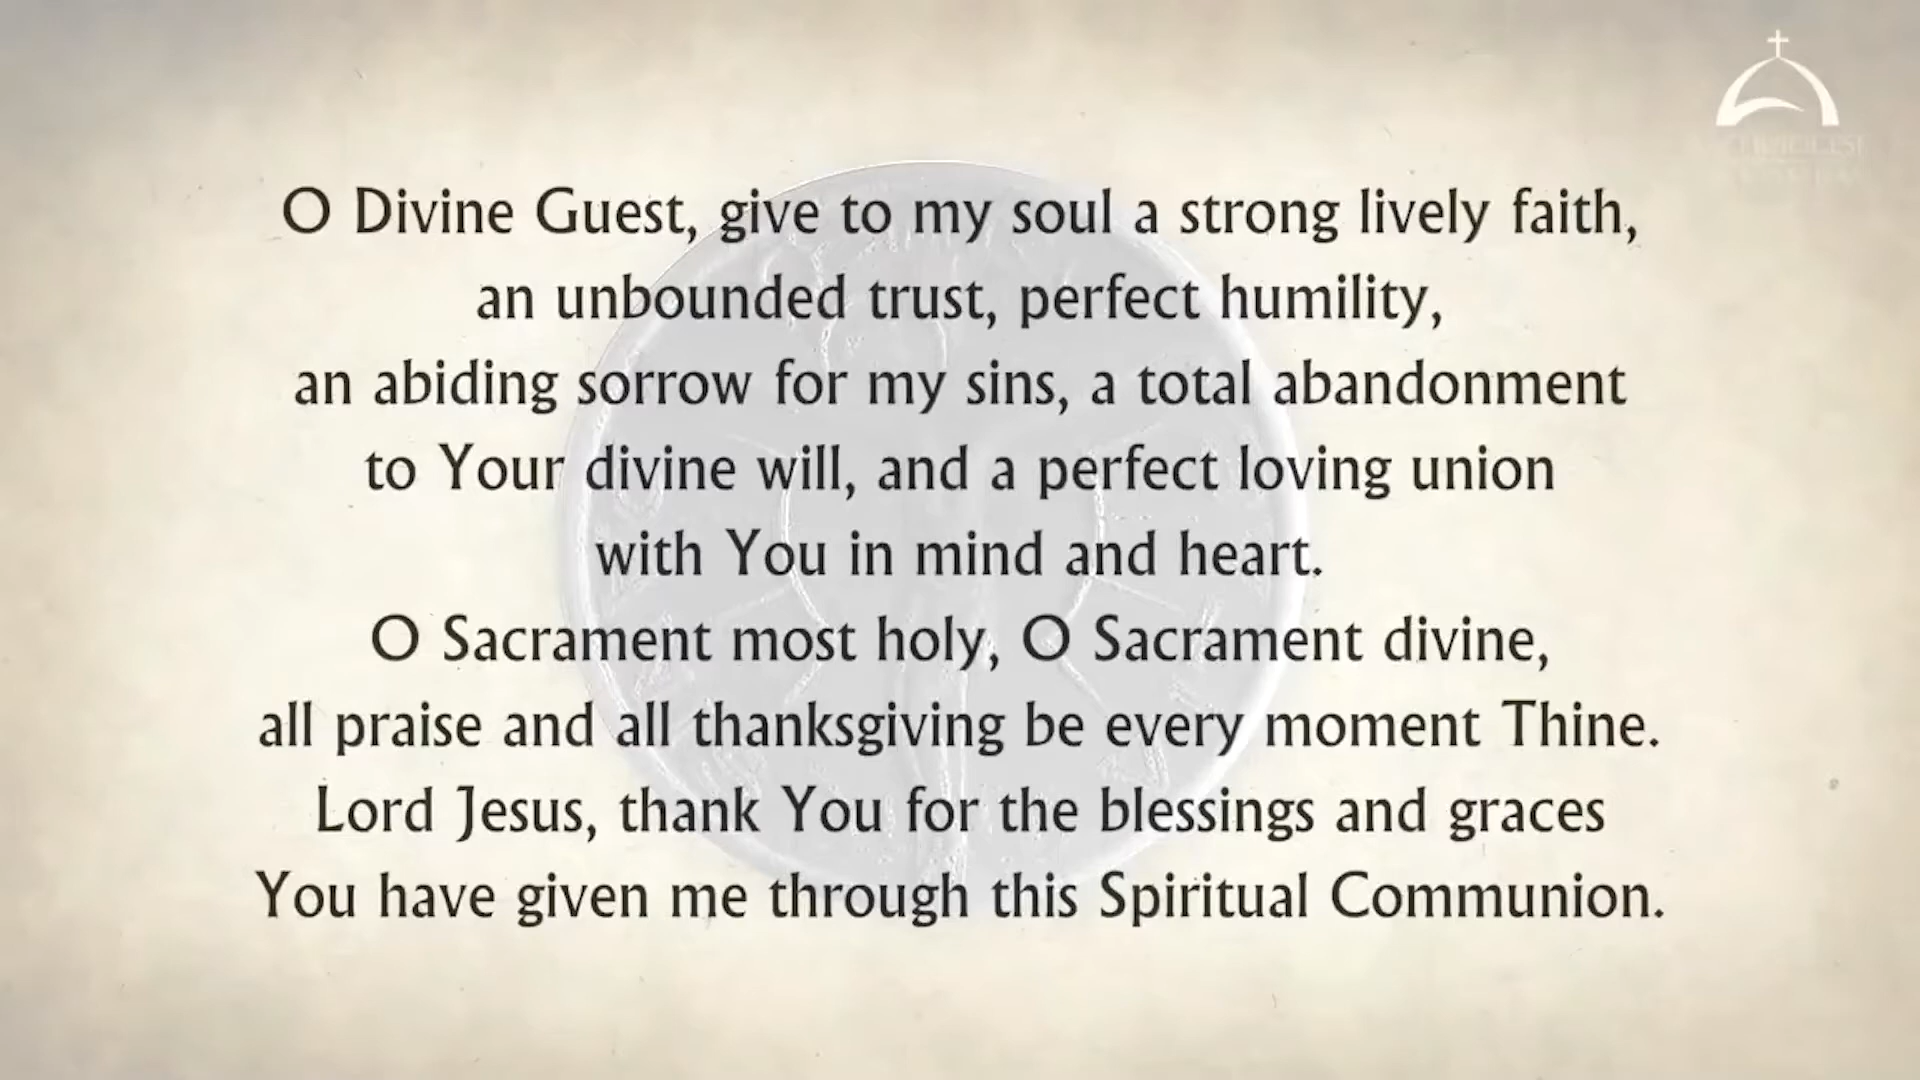 O Divine Guest, give to my soul a strong lively faith,
an unbounded trust, perfect humility,
an abiding sorrow for my sins, a total abandonment
to Your divine will, and a perfect loving union
with You in mind and heart.
O Sacrament most holy, O Sacrament divine,
all praise and all thanksgiving be every moment Thine.
Lord Jesus, thank You for the blessings and graces
You have given me through this Spiritual Communion.